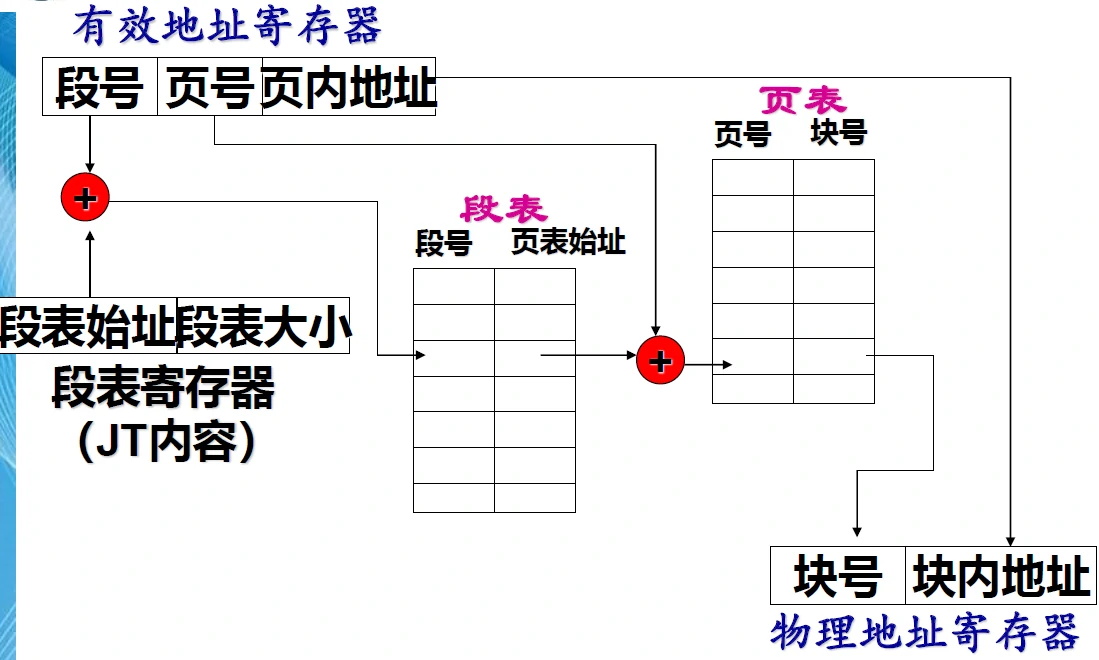 有效地址寄存器
段号 页号 页内地址
页表
页号 块号
+
段表
段号 页表始址
段表始址 段表大小
+
段表寄存器
（JT内容）
块号 块内地址
物理地址寄存器